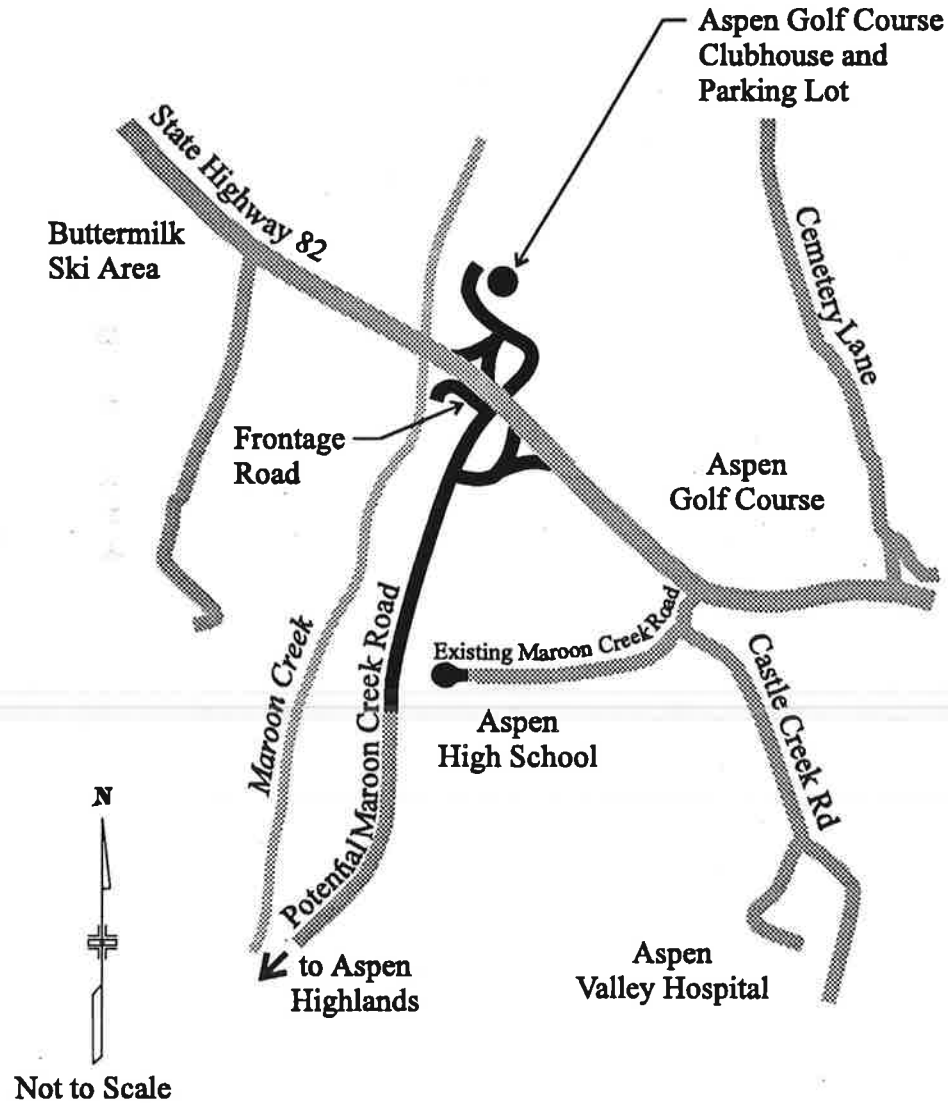 Aspen Golf Course
Clubhouse and
Parking Lot
State Highway 82
Buttermilk
Ski Area
Cemetery Lane
Frontage
Road
Aspen
Golf Course
Existing Maroon Creek Road
Maroon Creek
Potential Maroon Creek Road
Aspen
High School
Castle Creek Rd
N
to Aspen
Highlands
Aspen
Valley Hospital
Not to Scale